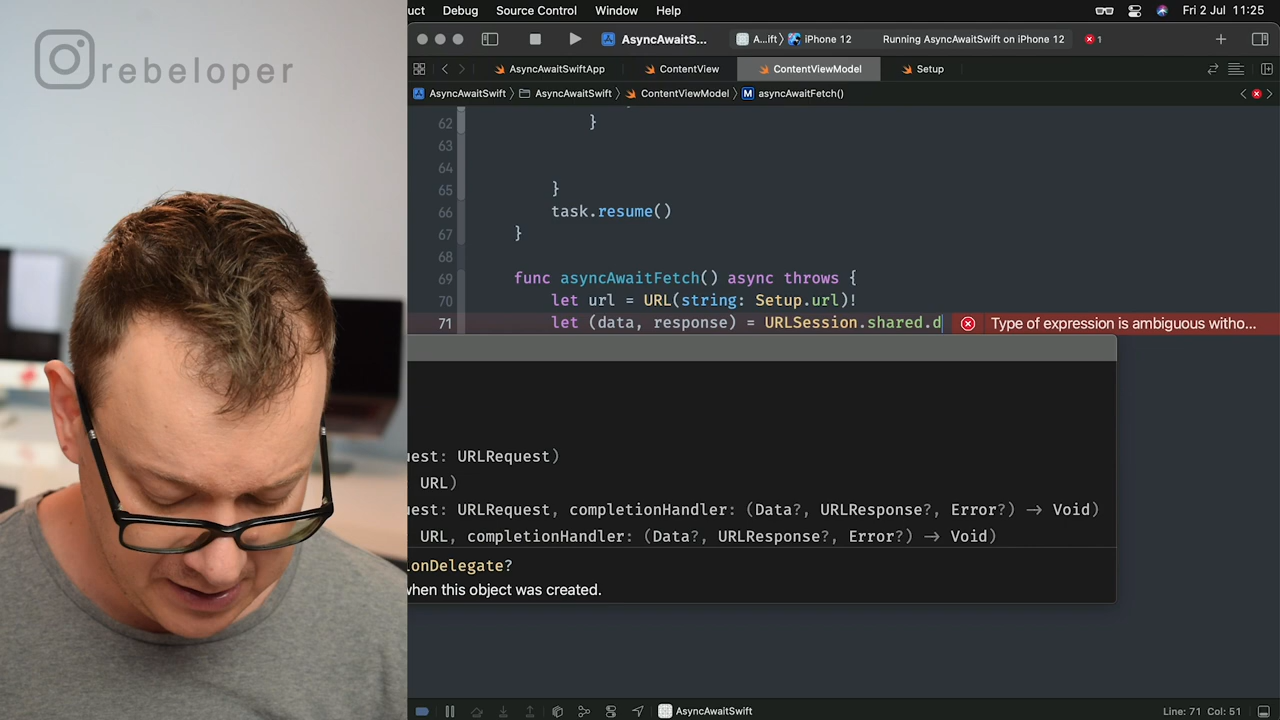 rebeloper
uct Debug Source Control Window Help Fri 2 Jul 11:25
AsyncAwaitS... A...ift iPhone 12 Running AsyncAwaitSwift on iPhone 12 1
AsyncAwaitSwiftApp ContentView ContentViewModel Setup
AsyncAwaitSwift AsyncAwaitSwift ContentViewModel M asyncAwaitFetch()
62 }
63
64
65 }
66 task.resume()
67 }
68
69 func asyncAwaitFetch() async throws {
70 let url = URL(string: Setup.url)!
71 let (data, response) = URLSession.shared.d Type of expression is ambiguous witho...
uest: URLRequest)
URL)
uest: URLRequest, completionHandler: (Data?, URLResponse?, Error?) → Void)
URL, completionHandler: (Data?, URLResponse?, Error?) → Void)
ionDelegate?
when this object was created.
AsyncAwaitSwift Line: 71 Col: 51